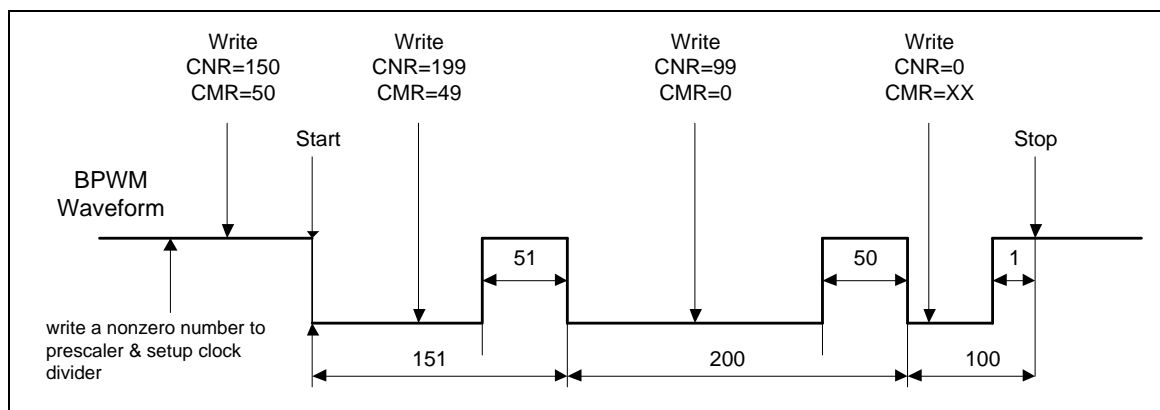 Write
CNR=150
CMR=50
Write
CNR=199
CMR=49
Write
CNR=99
CMR=0
Write
CNR=0
CMR=XX
Start
Stop
BPWM
Waveform
51
50
1
write a nonzero number to
prescaler & setup clock
divider
151
200
100